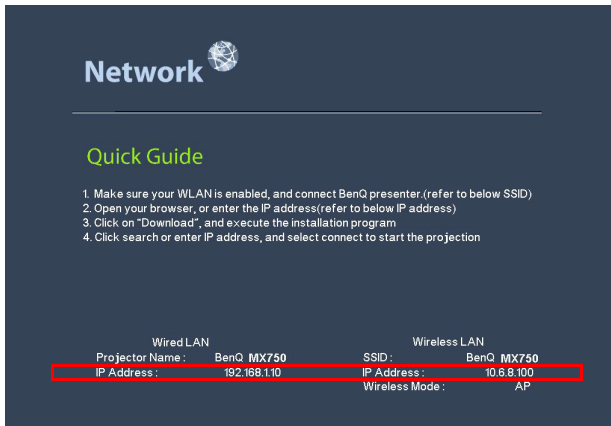 Network
Quick Guide
1. Make sure your WLAN is enabled, and connect BenQ presenter.(refer to below SSID)
2. Open your browser, or enter the IP address(refer to below IP address)
3. Click on "Download", and execute the installation program
4. Click search or enter IP address, and select connect to start the projection
Wired LAN Wireless LAN
Projector Name : BenQ MX750 SSID : BenQ MX750
IP Address : 192.168.1.10 IP Address : 10.6.8.100
Wireless Mode : AP